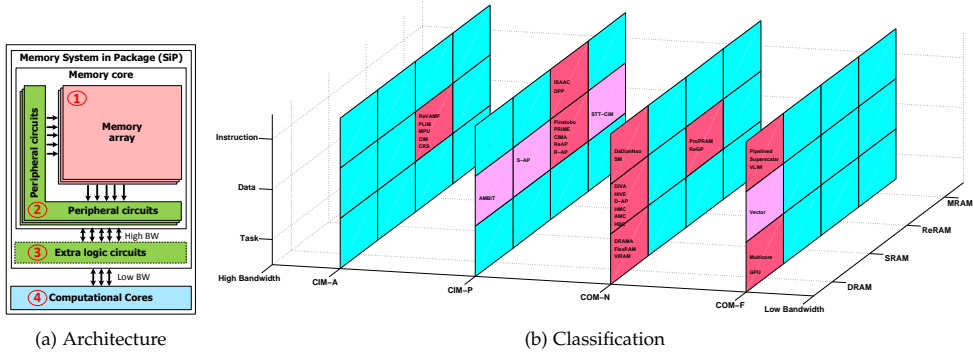 Memory System in Package (SiP)
Memory core
1
Memory
array
Peripheral circuits
2
Peripheral circuits
High BW
3
Extra logic circuits
Low BW
4
Computational Cores
(a) Architecture
Instruction
Data
Task
High Bandwidth
CIM-A
CIM-P
COM-N
COM-F
Low Bandwidth
DRAM
SRAM
ReRAM
MRAM
ReVAMP
PLIM
MPU
CIM
CRS
AMBIT
S-AP
ISAAC
DPP
Pinatubo
PRIME
CIMA
ReAP
R-AP
STT-CIM
DaDianNao
SM
DIVA
HIVE
D-AP
HMC
AMC
DRAMA
FlexRAM
VIRAM
ProPRAM
ReGP
Pipelined
Superscalar
VLWI
Vector
Multicore
GPU
(b) Classification